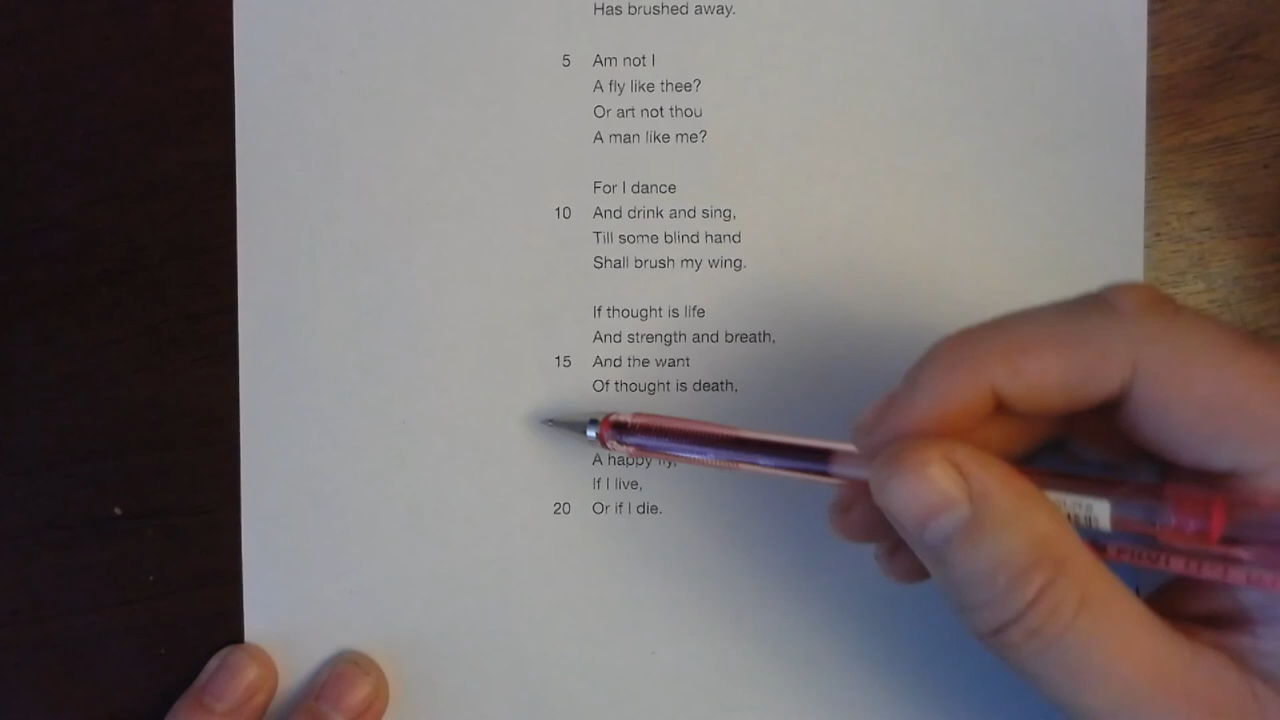 Has brushed away.
5 Am not I
A fly like thee?
Or art not thou
A man like me?
For I dance
10 And drink and sing,
Till some blind hand
Shall brush my wing.
If thought is life
And strength and breath,
15 And the want
Of thought is death,
A happy fly,
If I live,
20 Or if I die.